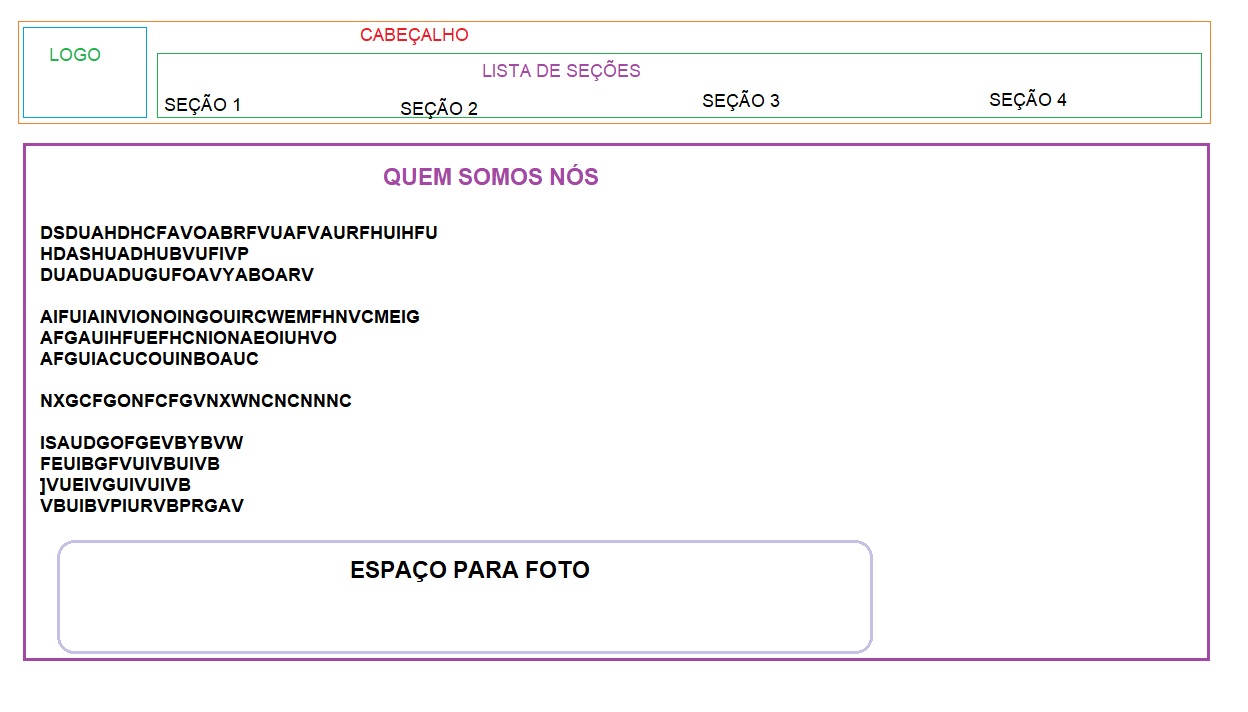 CABEÇALHO
LOGO
LISTA DE SEÇÕES
SEÇÃO 1 SEÇÃO 2 SEÇÃO 3 SEÇÃO 4
QUEM SOMOS NÓS
DSDUAHDHCFAVOABRFVUAFVAURFHUIHFU
HDASHUADHUBVUFIVP
DUADUADUGUFOAVYABOARV
AIFUIAINVIONOINGOUIRCWEMFHNVCMEIG
AFGAUIHFUEFHCNIONAEOIUHVO
AFGUIACUCOUINBOAUC
NXGCFGONFCFGVNXWNCNCNNNC
ISAUDGOFGEVBYBVW
FEUIBGFVUIVBUIVB
]VUEIVGUIVUIVB
VBUIBVPIURVBPRGAV
ESPAÇO PARA FOTO